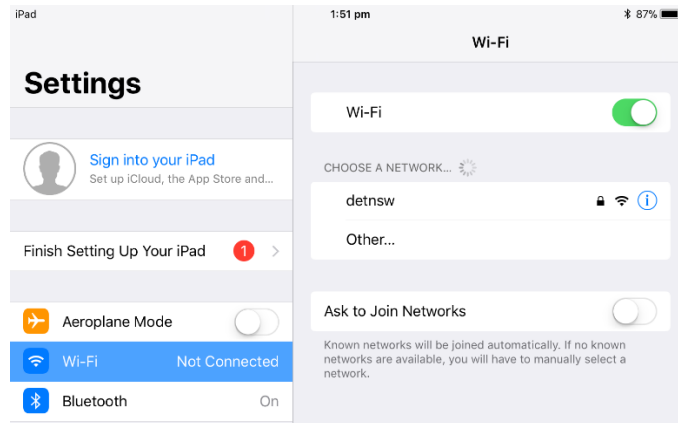 iPad
1:51 pm
87%
Settings
Wi-Fi
Sign into your iPad
Set up iCloud, the App Store and...
Finish Setting Up Your iPad 1
Aeroplane Mode
Wi-Fi Not Connected
Bluetooth On
Wi-Fi
CHOOSE A NETWORK...
detnsw
Other...
Ask to Join Networks
Known networks will be joined automatically. If no known
networks are available, you will have to manually select a
network.